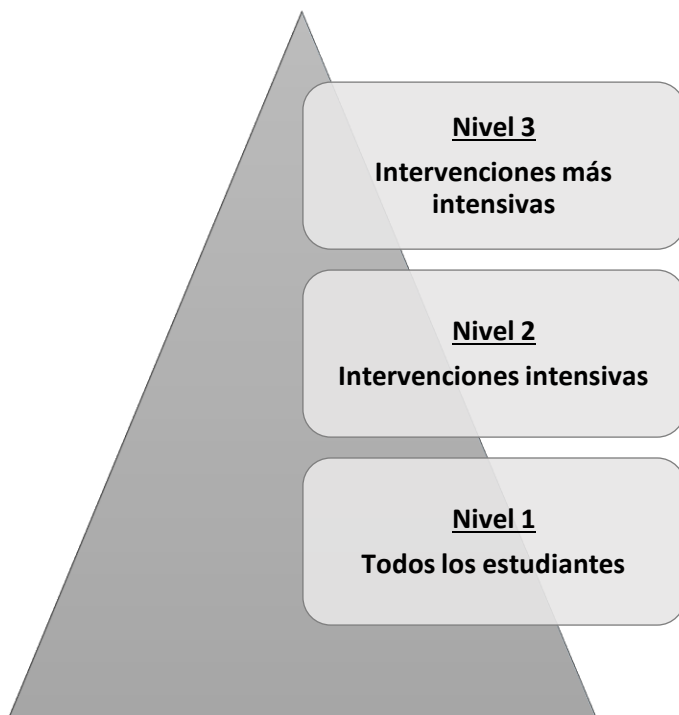 Nivel 3
Intervenciones más
intensivas
Nivel 2
Intervenciones intensivas
Nivel 1
Todos los estudiantes